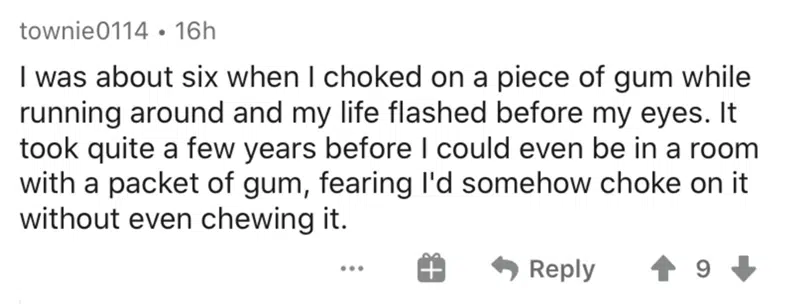 townie0114 • 16h
I was about six when I choked on a piece of gum while
running around and my life flashed before my eyes. It
took quite a few years before I could even be in a room
with a packet of gum, fearing I'd somehow choke on it
without even chewing it.
... Reply 9